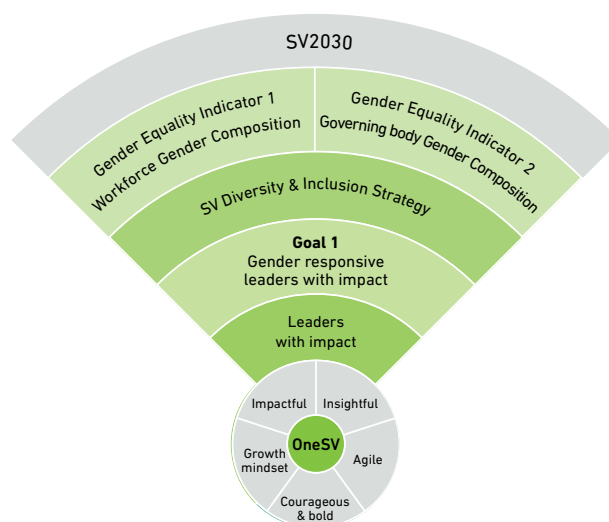 SV2030
Gender Equality Indicator 1
Workforce Gender Composition
Gender Equality Indicator 2
Governing body Gender Composition
SV Diversity & Inclusion Strategy
Goal 1
Gender responsive
leaders with impact
Leaders
with impact
Impactful
Insightful
OneSV
Growth
mindset
Agile
Courageous
& bold